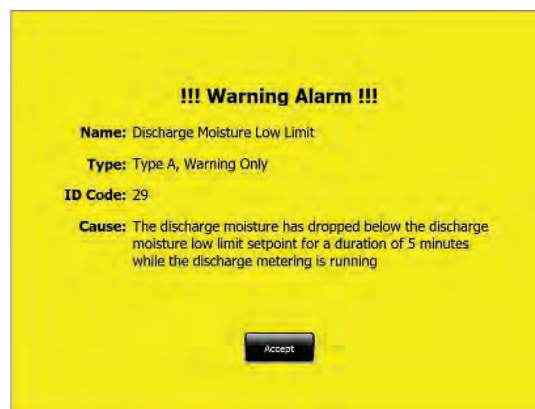 !!! Warning Alarm !!!
Name: Discharge Moisture Low Limit
Type: Type A, Warning Only
ID Code: 29
Cause: The discharge moisture has dropped below the discharge
moisture low limit setpoint for a duration of 5 minutes
while the discharge metering is running
Accept